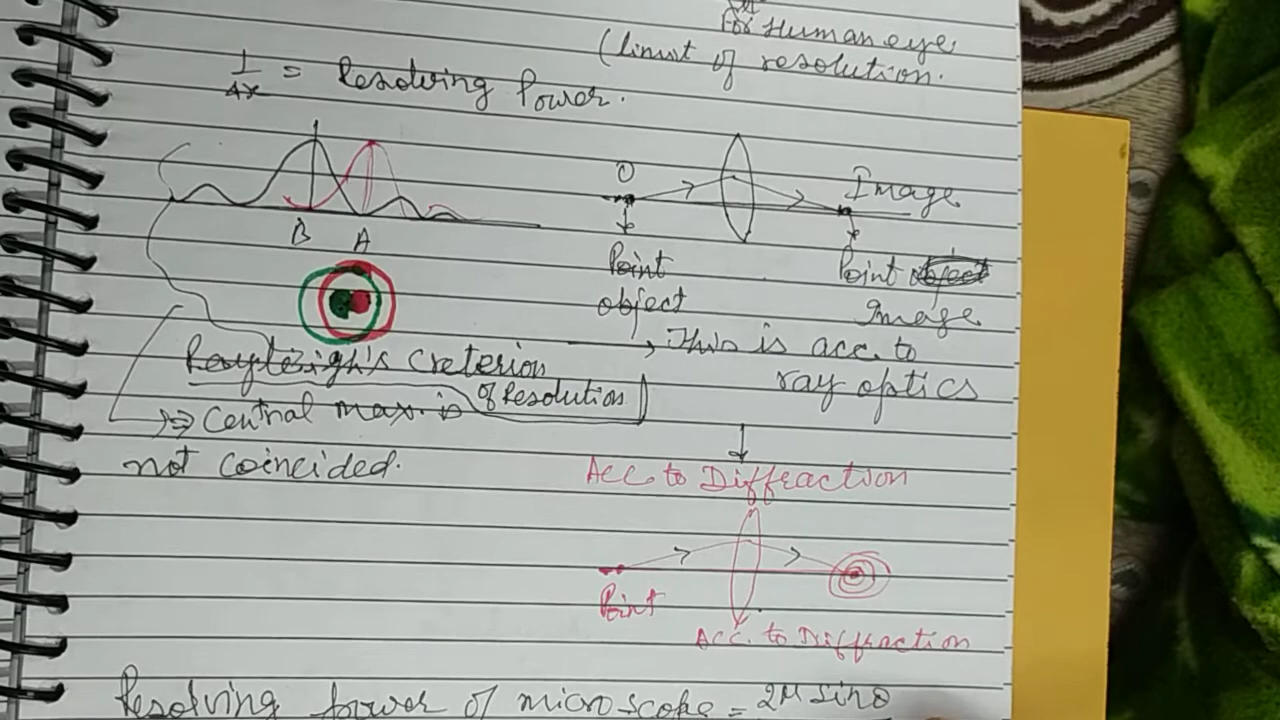 for Human eye
(limit of resolution.
1/Δx = Resolving Power.
O
Image
B A
Point object
Point
Image
Rayleigh's Creterion of Resolution
→ This is acc. to ray optics
⇒ Central max. is not coincided.
Acc. to Diffraction
Point
Acc. to Diffraction
Resolving power of microscope = 2μ sinθ